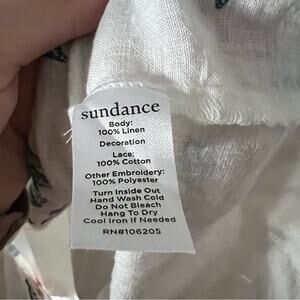 sundance
Body:
100% Linen
Decoration
Lace:
100% Cotton
Other Embroidery:
100% Polyester
Turn Inside Out
Hand Wash Cold
Do Not Bleach
Hang To Dry
Cool Iron If Needed
RN#106205